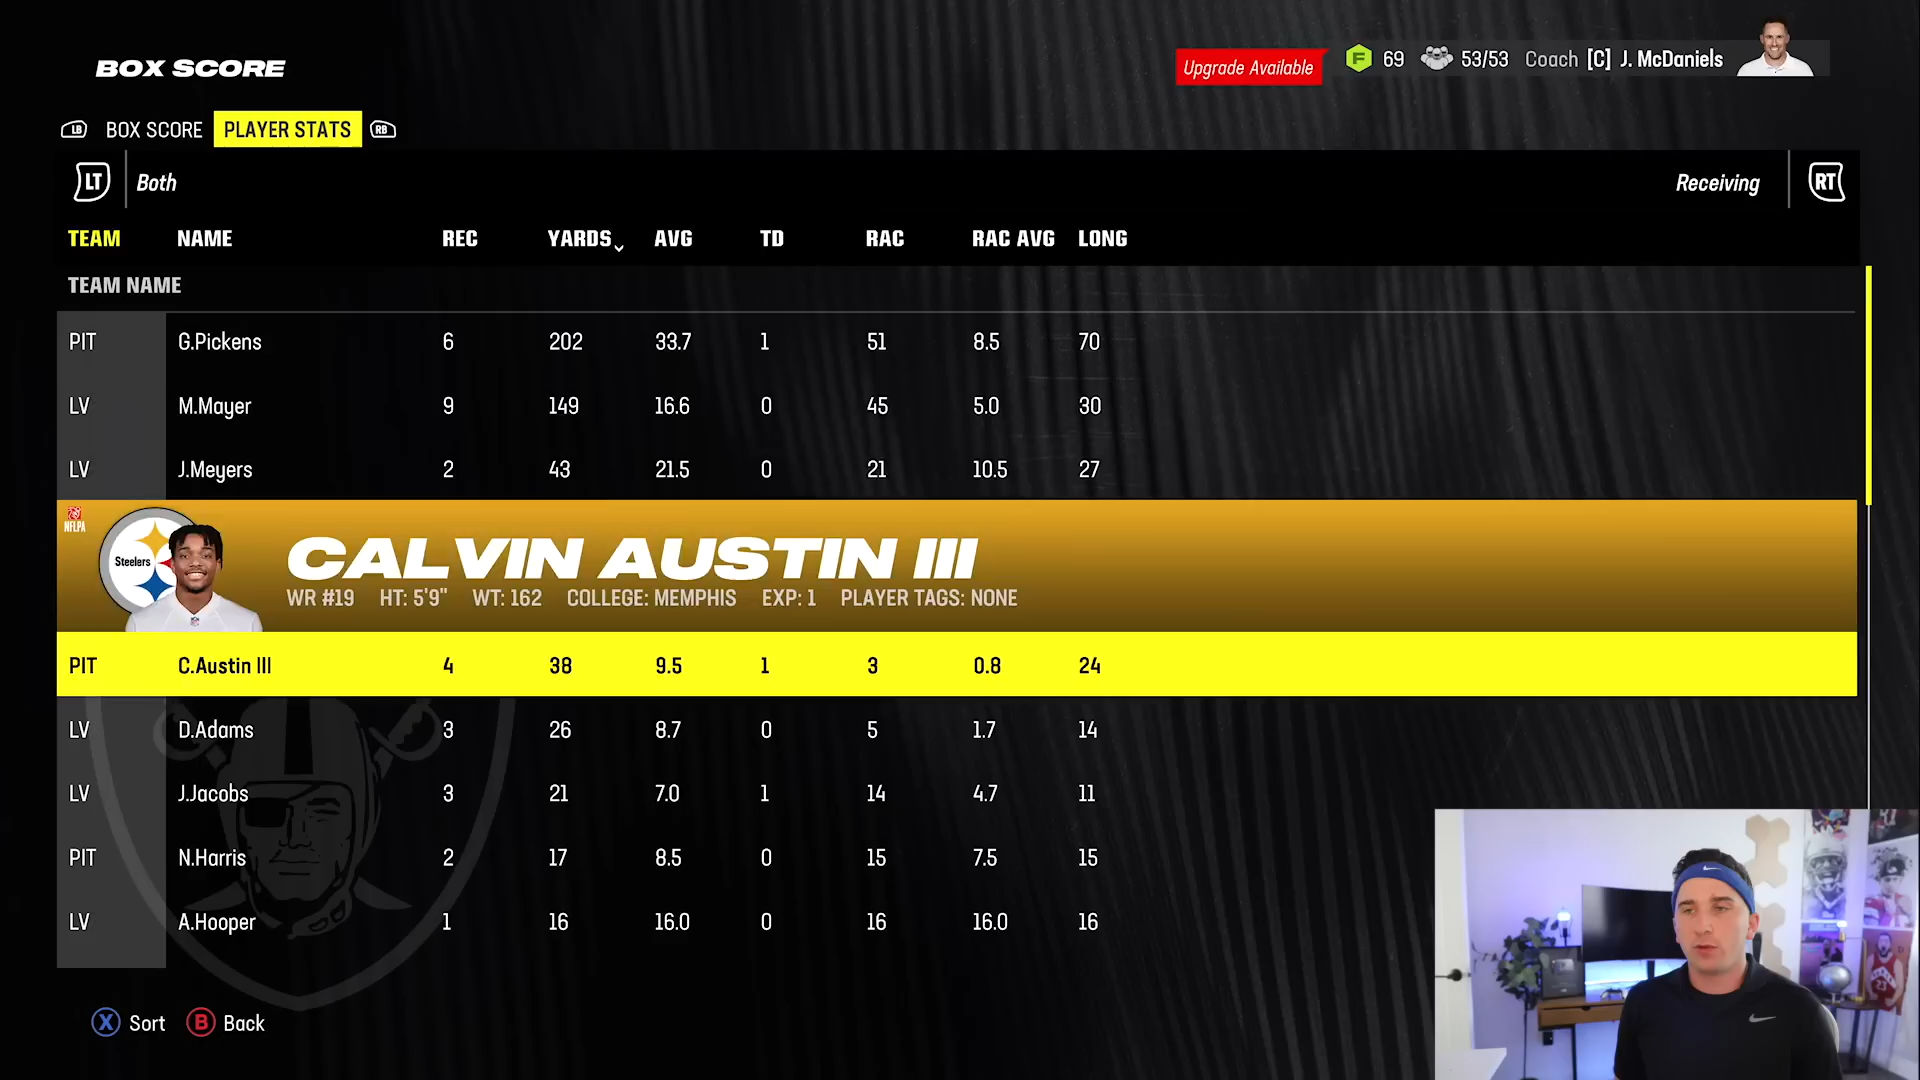 BOX SCORE
Upgrade Available
F 69 53/53 Coach [C] J. McDaniels
LB BOX SCORE PLAYER STATS RB
LT Both Receiving RT
TEAM NAME REC YARDS AVG TD RAC RAC AVG LONG
TEAM NAME
PIT G.Pickens 6 202 33.7 1 51 8.5 70
LV M.Mayer 9 149 16.6 0 45 5.0 30
LV J.Meyers 2 43 21.5 0 21 10.5 27
NFLPA
Steelers
CALVIN AUSTIN III
WR #19 HT: 5'9" WT: 162 COLLEGE: MEMPHIS EXP: 1 PLAYER TAGS: NONE
PIT C.Austin III 4 38 9.5 1 3 0.8 24
LV D.Adams 3 26 8.7 0 5 1.7 14
LV J.Jacobs 3 21 7.0 1 14 4.7 11
PIT N.Harris 2 17 8.5 0 15 7.5 15
LV A.Hooper 1 16 16.0 0 16 16.0 16
X Sort B Back